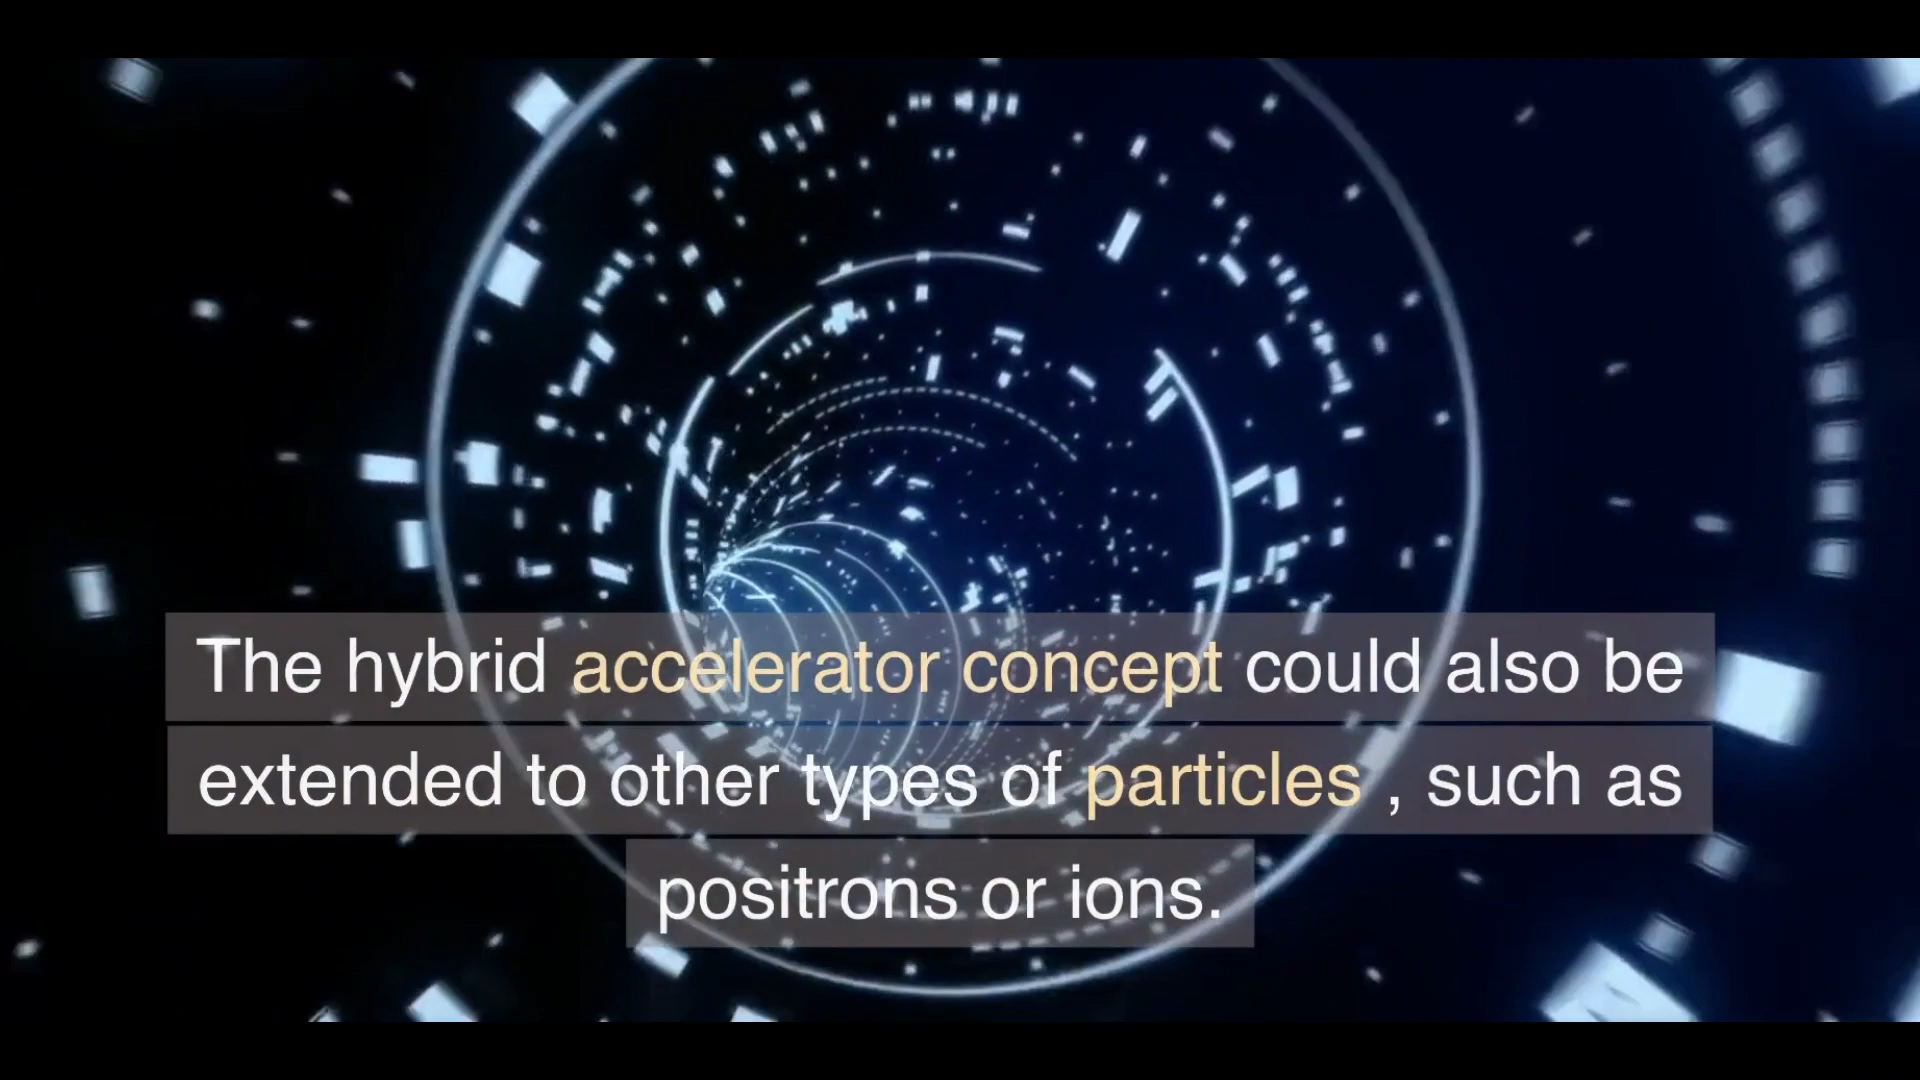 The hybrid accelerator concept could also be
extended to other types of particles , such as
positrons or ions.